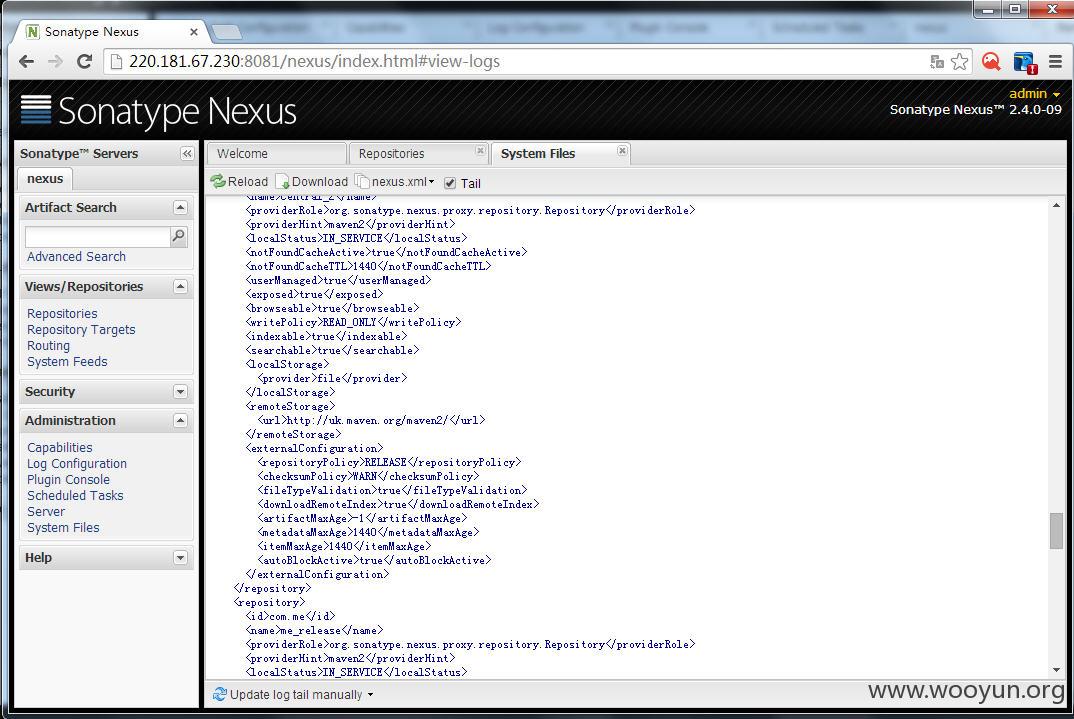 Sonatype Nexus
220.181.67.230:8081/nexus/index.html#view-logs
Sonatype Nexus
admin
Sonatype Nexus™ 2.4.0-09
Sonatype™ Servers
nexus
Artifact Search
Advanced Search
Views/Repositories
Repositories
Repository Targets
Routing
System Feeds
Security
Administration
Capabilities
Log Configuration
Plugin Console
Scheduled Tasks
Server
System Files
Help
Welcome
Repositories
System Files
Reload Download nexus.xml Tail
<name>Central_2</name>
<providerRole>org.sonatype.nexus.proxy.repository.Repository</providerRole>
<providerHint>maven2</providerHint>
<localStatus>IN_SERVICE</localStatus>
<notFoundCacheActive>true</notFoundCacheActive>
<notFoundCacheTTL>1440</notFoundCacheTTL>
<userManaged>true</userManaged>
<exposed>true</exposed>
<browseable>true</browseable>
<writePolicy>READ_ONLY</writePolicy>
<indexable>true</indexable>
<searchable>true</searchable>
<localStorage>
<provider>file</provider>
</localStorage>
<remoteStorage>
<url>http://uk.maven.org/maven2/</url>
</remoteStorage>
<externalConfiguration>
<repositoryPolicy>RELEASE</repositoryPolicy>
<checksumPolicy>WARN</checksumPolicy>
<fileTypeValidation>true</fileTypeValidation>
<downloadRemoteIndex>true</downloadRemoteIndex>
<artifactMaxAge>-1</artifactMaxAge>
<metadataMaxAge>1440</metadataMaxAge>
<itemMaxAge>1440</itemMaxAge>
<autoBlockActive>true</autoBlockActive>
</externalConfiguration>
</repository>
<repository>
<id>com.me</id>
<name>me_release</name>
<providerRole>org.sonatype.nexus.proxy.repository.Repository</providerRole>
<providerHint>maven2</providerHint>
<localStatus>IN_SERVICE</localStatus>
Update log tail manually
www.wooyun.org